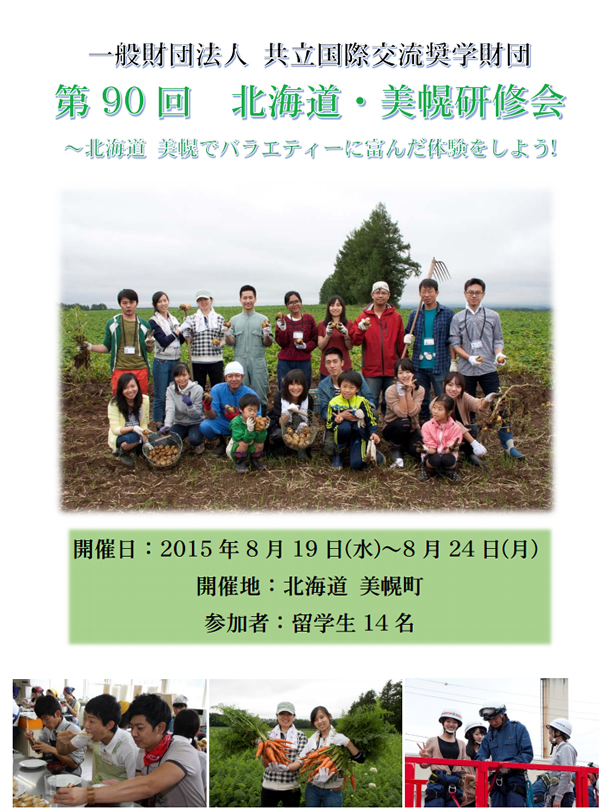 一般財団法人 共立国際交流奨学財団
第90回 北海道・美幌研修会
～北海道 美幌でバラエティーに富んだ体験をしよう!
開催日：2015年8月19日(水)～8月24日(月)
開催地：北海道 美幌町
参加者：留学生14名